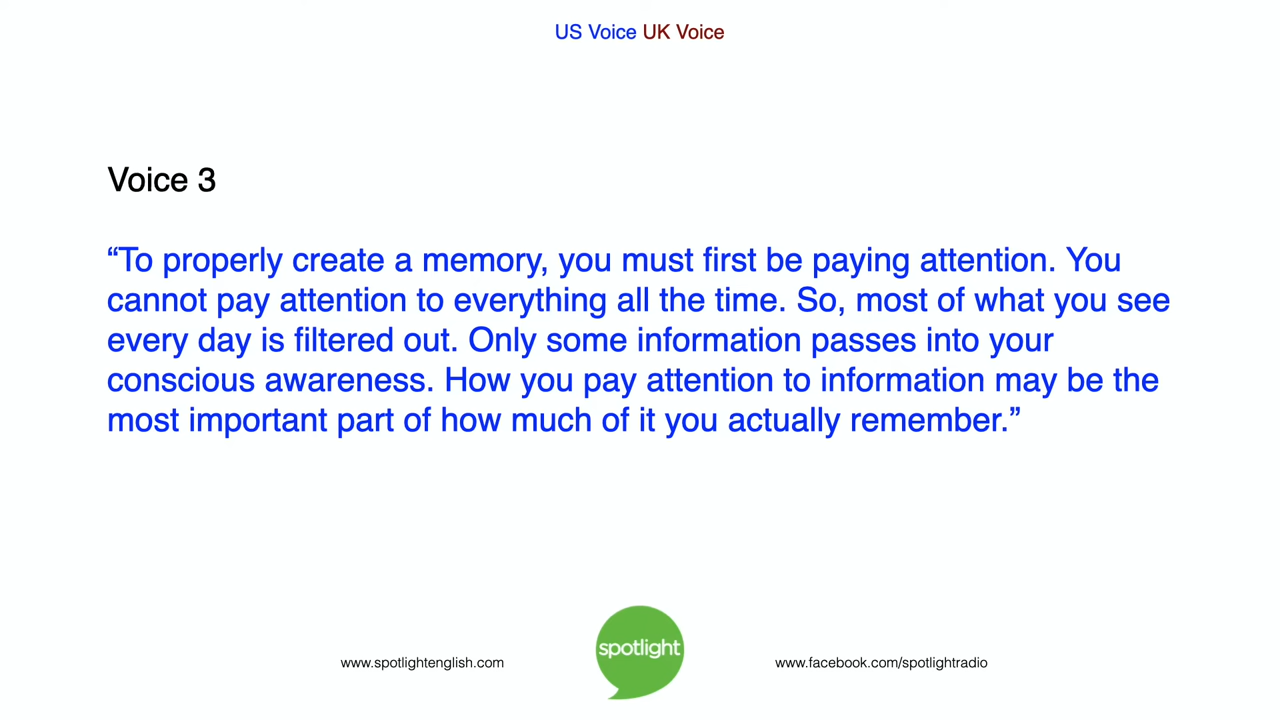 US Voice UK Voice
Voice 3
“To properly create a memory, you must first be paying attention. You
cannot pay attention to everything all the time. So, most of what you see
every day is filtered out. Only some information passes into your
conscious awareness. How you pay attention to information may be the
most important part of how much of it you actually remember.”
spotlight
www.spotlightenglish.com
www.facebook.com/spotlightradio